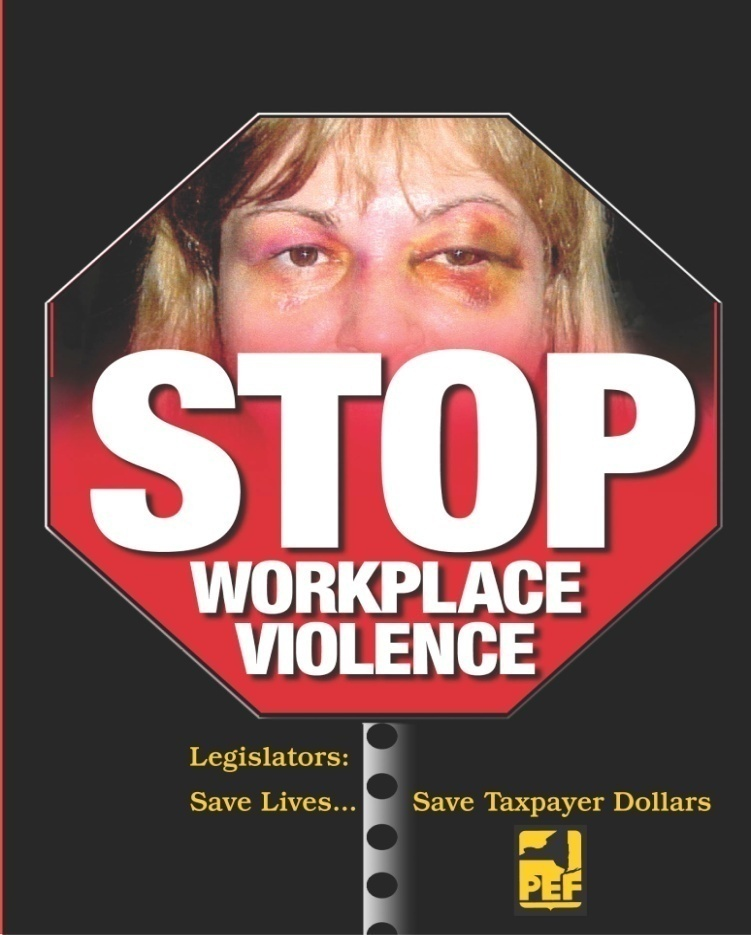 STOP
WORKPLACE
VIOLENCE
Legislators:
Save Lives...
Save Taxpayer Dollars
PEF